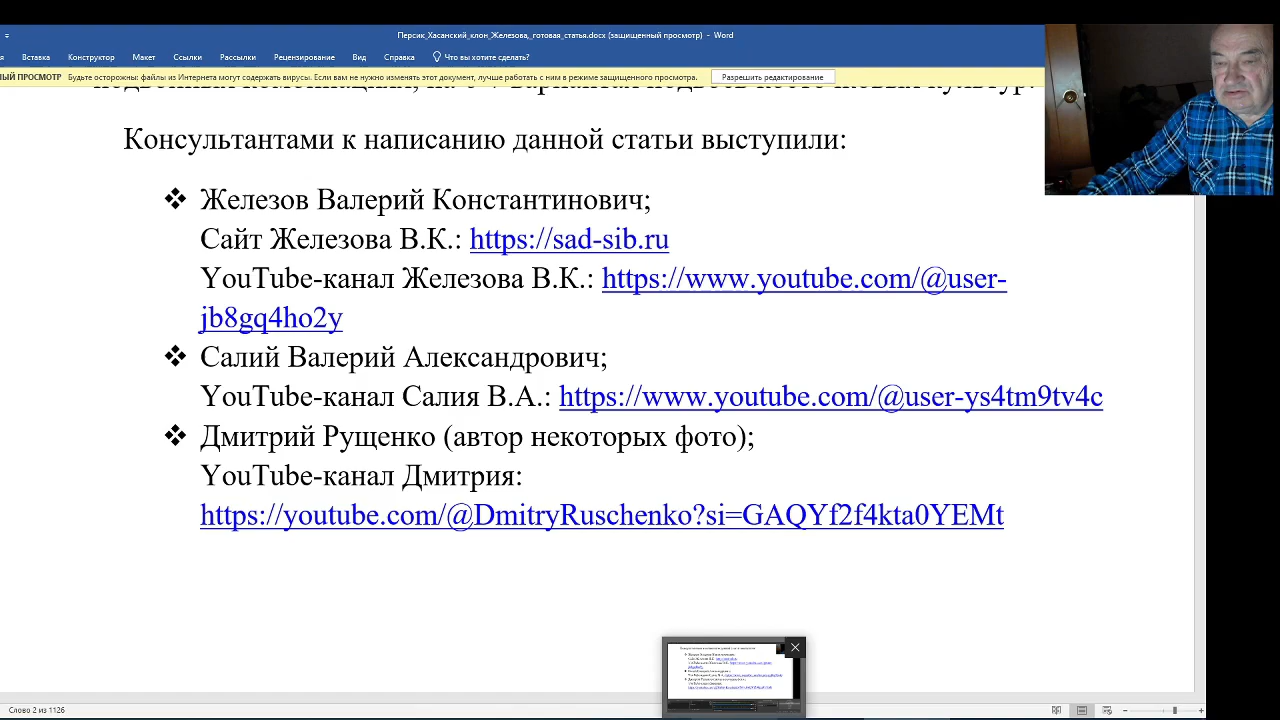 Персик_Хасанский_клон_Железова,_готовая_статья.docx (защищенный просмотр) - Word
Вставка Конструктор Макет Ссылки Рассылки Рецензирование Вид Справка Что вы хотите сделать?
ЫЙ ПРОСМОТР Будьте осторожны: файлы из Интернета могут содержать вирусы. Если вам не нужно изменять этот документ, лучше работать с ним в режиме защищенного просмотра. Разрешить редактирование
Консультантами к написанию данной статьи выступили:
❖ Железов Валерий Константинович;
Сайт Железова В.К.: https://sad-sib.ru
YouTube-канал Железова В.К.: https://www.youtube.com/@user-
jb8gq4ho2y
❖ Салий Валерий Александрович;
YouTube-канал Салия В.А.: https://www.youtube.com/@user-ys4tm9tv4c
❖ Дмитрий Рущенко (автор некоторых фото);
YouTube-канал Дмитрия:
https://youtube.com/@DmitryRuschenko?si=GAQYf2f4kta0YEMt
Слово 2 из 1126